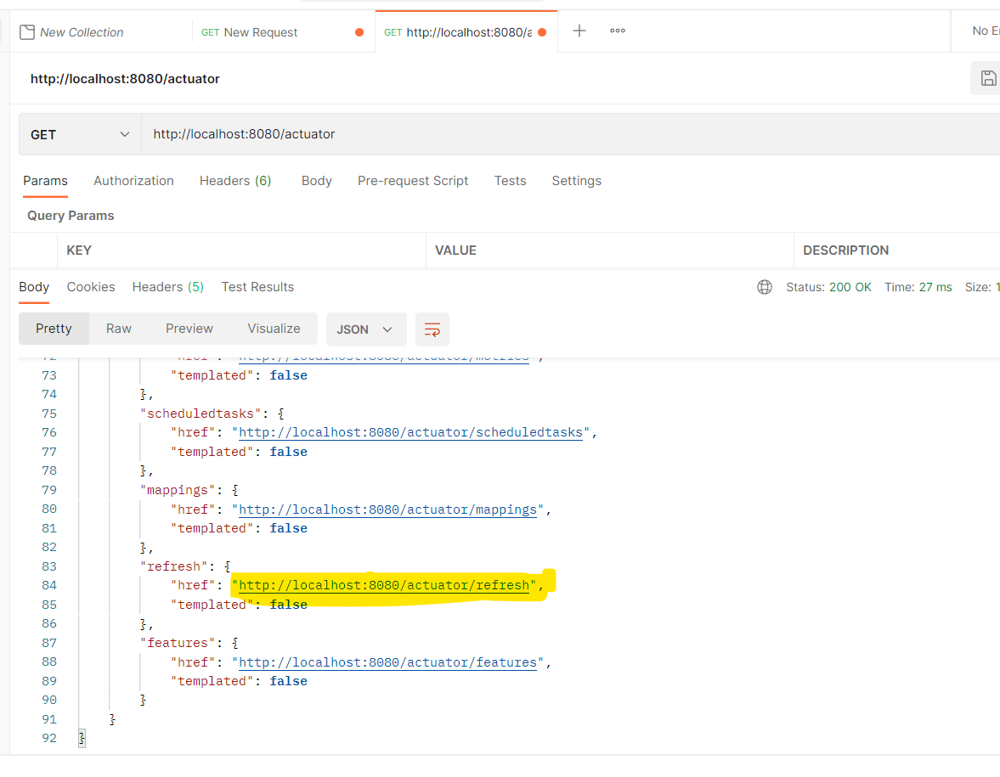 New Collection
GET New Request
GET http://localhost:8080/a
No
http://localhost:8080/actuator
GET
http://localhost:8080/actuator
Params Authorization Headers (6) Body Pre-request Script Tests Settings
Query Params
KEY VALUE DESCRIPTION
Body Cookies Headers (5) Test Results Status: 200 OK Time: 27 ms Size: 1
Pretty Raw Preview Visualize JSON
72 "href": "http://localhost:8080/actuator/metrics",
73 "templated": false
74 },
75 "scheduledtasks": {
76 "href": "http://localhost:8080/actuator/scheduledtasks",
77 "templated": false
78 },
79 "mappings": {
80 "href": "http://localhost:8080/actuator/mappings",
81 "templated": false
82 },
83 "refresh": {
84 "href": "http://localhost:8080/actuator/refresh",
85 "templated": false
86 },
87 "features": {
88 "href": "http://localhost:8080/actuator/features",
89 "templated": false
90 }
91 }
92 }